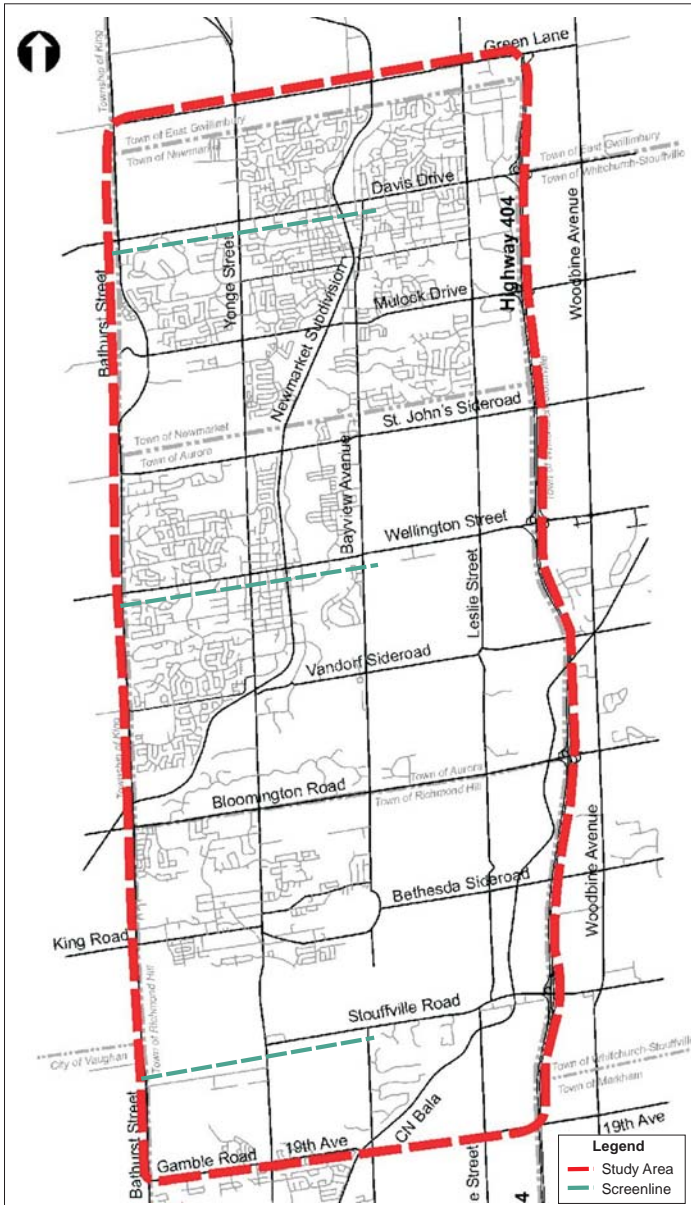 Green Lane
Township of King
Town of East Gwillimbury
Town of Newmarket
Town of East Gwillimbury
Town of Whitchurch-Stouffville
Davis Drive
Highway 404
Woodbine Avenue
Yonge Street
Bathurst Street
Newmarket Subdivision
Mulock Drive
St. John's Sideroad
Town of Newmarket
Town of Aurora
Bayview Avenue
Wellington Street
Leslie Street
Vandorf Sideroad
Township of King
Town of Aurora
Town of Richmond Hill
Bloomington Road
Woodbine Avenue
Bethesda Sideroad
King Road
Stouffville Road
Town of Richmond Hill
City of Vaughan
Town of Whitchurch-Stouffville
Town of Markham
CN Bala
19th Ave
19th Ave
Gamble Road
Bathurst Street
e Street
4
Legend
Study Area
Screenline